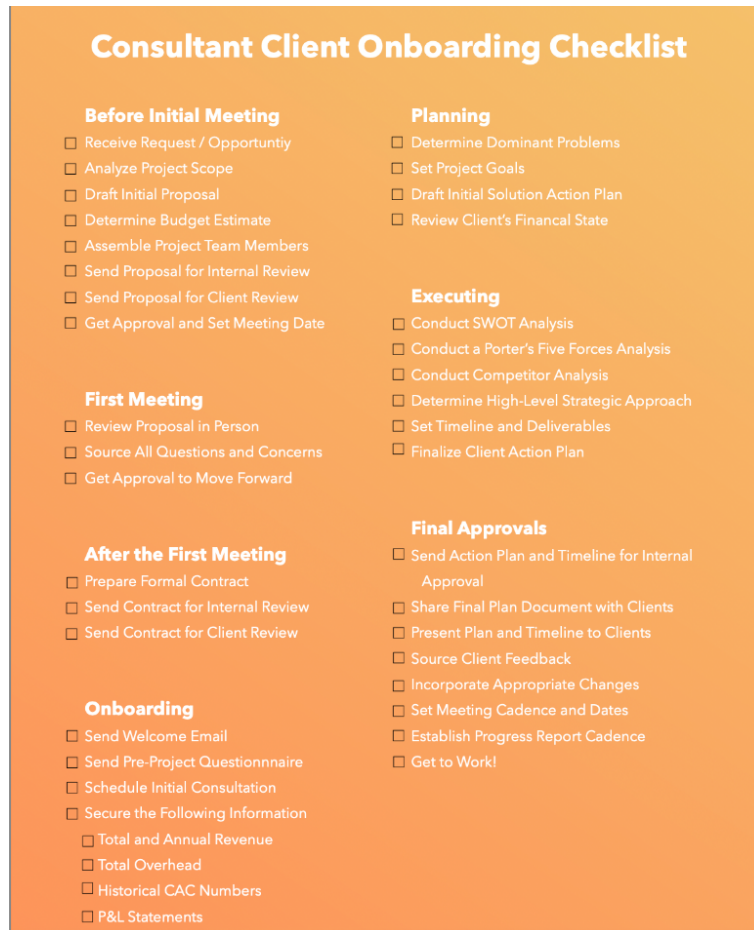 Consultant Client Onboarding Checklist
Before Initial Meeting
Receive Request / Opportuntiy
Analyze Project Scope
Draft Initial Proposal
Determine Budget Estimate
Assemble Project Team Members
Send Proposal for Internal Review
Send Proposal for Client Review
Get Approval and Set Meeting Date
First Meeting
Review Proposal in Person
Source All Questions and Concerns
Get Approval to Move Forward
After the First Meeting
Prepare Formal Contract
Send Contract for Internal Review
Send Contract for Client Review
Onboarding
Send Welcome Email
Send Pre-Project Questionnnaire
Schedule Initial Consultation
Secure the Following Information
Total and Annual Revenue
Total Overhead
Historical CAC Numbers
P&L Statements
Planning
Determine Dominant Problems
Set Project Goals
Draft Initial Solution Action Plan
Review Client's Financal State
Executing
Conduct SWOT Analysis
Conduct a Porter's Five Forces Analysis
Conduct Competitor Analysis
Determine High-Level Strategic Approach
Set Timeline and Deliverables
Finalize Client Action Plan
Final Approvals
Send Action Plan and Timeline for Internal
Approval
Share Final Plan Document with Clients
Present Plan and Timeline to Clients
Source Client Feedback
Incorporate Appropriate Changes
Set Meeting Cadence and Dates
Establish Progress Report Cadence
Get to Work!